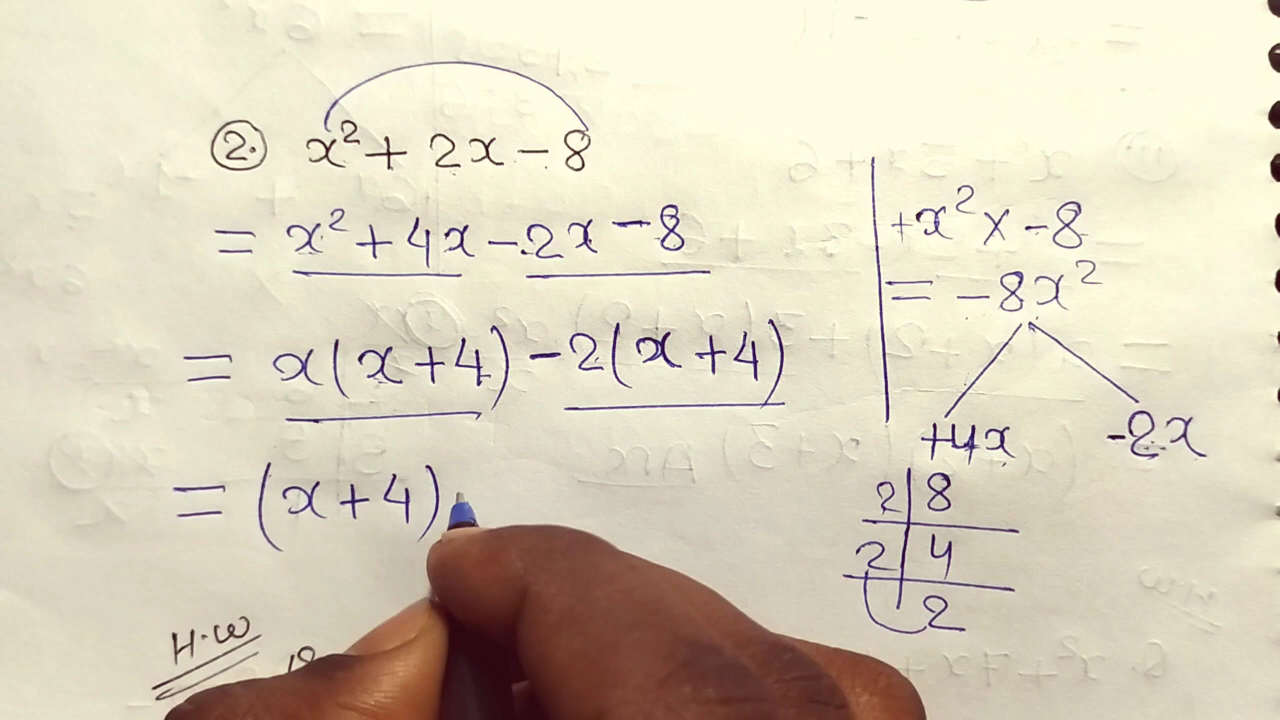 2. x² + 2x - 8
= x² + 4x - 2x - 8
= x(x+4) - 2(x+4)
= (x+4)
H.W
+x² × -8
= -8x²
+4x -2x
2 8
2 4
2